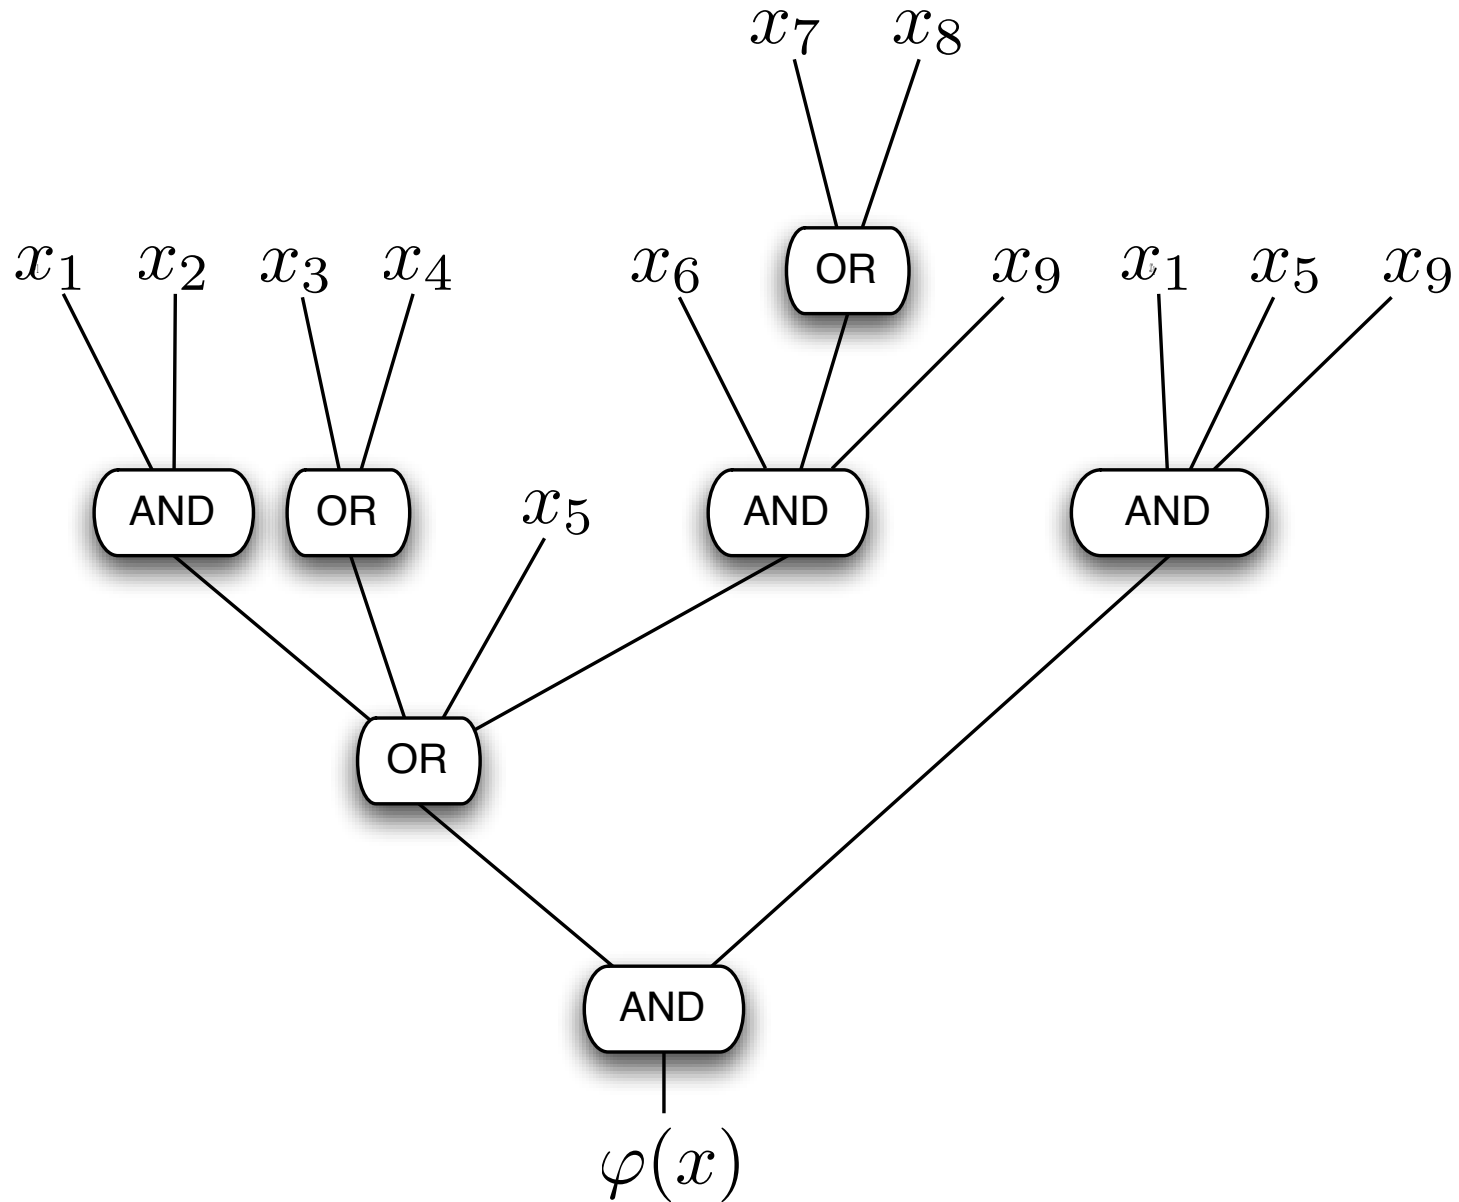 x₇ x₈
x₁ x₂ x₃ x₄ x₆ OR x₉ x₁ x₅ x₉
AND OR x₅ AND AND
OR
AND
φ(x)